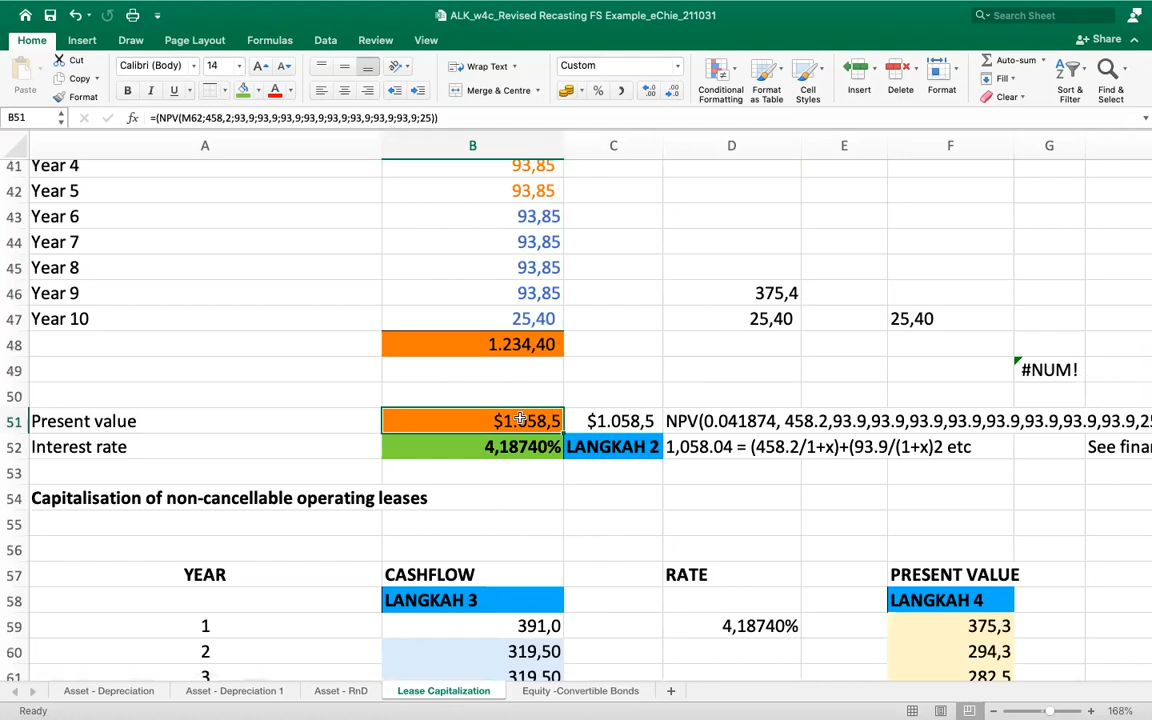 ALK_w4c_Revised Recasting FS Example_eChie_211031
Search Sheet
Home Insert Draw Page Layout Formulas Data Review View
Share
Paste
Cut
Copy
Format
Calibri (Body) 14
A A
B I U A
Wrap Text
Merge & Centre
Custom
%
Conditional Formatting
Format as Table
Cell Styles
Insert
Delete
Format
Auto-sum
Fill
Clear
Sort & Filter
Find & Select
B51 fx =(NPV(M62;458,2;93,9;93,9;93,9;93,9;93,9;93,9;93,9;93,9;25))
A B C D E F G
41 Year 4 93,85
42 Year 5 93,85
43 Year 6 93,85
44 Year 7 93,85
45 Year 8 93,85
46 Year 9 93,85 375,4
47 Year 10 25,40 25,40 25,40
48 1.234,40
49 #NUM!
50
51 Present value $1.058,5 $1.058,5 NPV(0.041874, 458.2,93.9,93.9,93.9,93.9,93.9,93.9,93.9,93.9,25
52 Interest rate 4,18740% LANGKAH 2 1,058.04 = (458.2/1+x)+(93.9/(1+x)2 etc See finan
53
54 Capitalisation of non-cancellable operating leases
55
56
57 YEAR CASHFLOW RATE PRESENT VALUE
58 LANGKAH 3 LANGKAH 4
59 1 391,0 4,18740% 375,3
60 2 319,50 294,3
61 3 319,50 282,5
Asset - Depreciation Asset - Depreciation 1 Asset - RnD Lease Capitalization Equity -Convertible Bonds +
Ready 168%